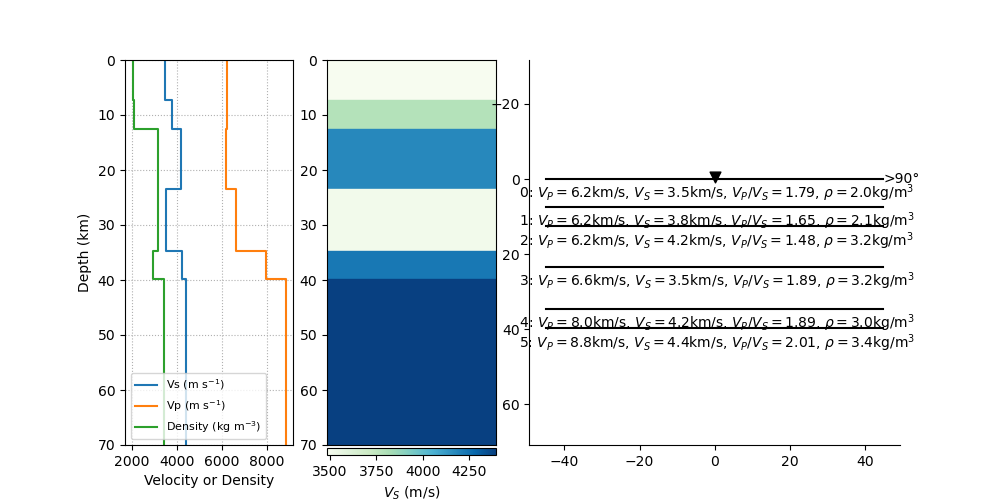 0
10
20
30
40
50
60
70
Depth (km)
2000 4000 6000 8000
Velocity or Density
Vs (m s⁻¹)
Vp (m s⁻¹)
Density (kg m⁻³)
0
10
20
30
40
50
60
70
3500 3750 4000 4250
V_S (m/s)
−20
0
20
40
60
−40 −20 0 20 40
>90°
0: V_P = 6.2km/s, V_S = 3.5km/s, V_P/V_S = 1.79, ρ = 2.0kg/m³
1: V_P = 6.2km/s, V_S = 3.8km/s, V_P/V_S = 1.65, ρ = 2.1kg/m³
2: V_P = 6.2km/s, V_S = 4.2km/s, V_P/V_S = 1.48, ρ = 3.2kg/m³
3: V_P = 6.6km/s, V_S = 3.5km/s, V_P/V_S = 1.89, ρ = 3.2kg/m³
4: V_P = 8.0km/s, V_S = 4.2km/s, V_P/V_S = 1.89, ρ = 3.0kg/m³
5: V_P = 8.8km/s, V_S = 4.4km/s, V_P/V_S = 2.01, ρ = 3.4kg/m³